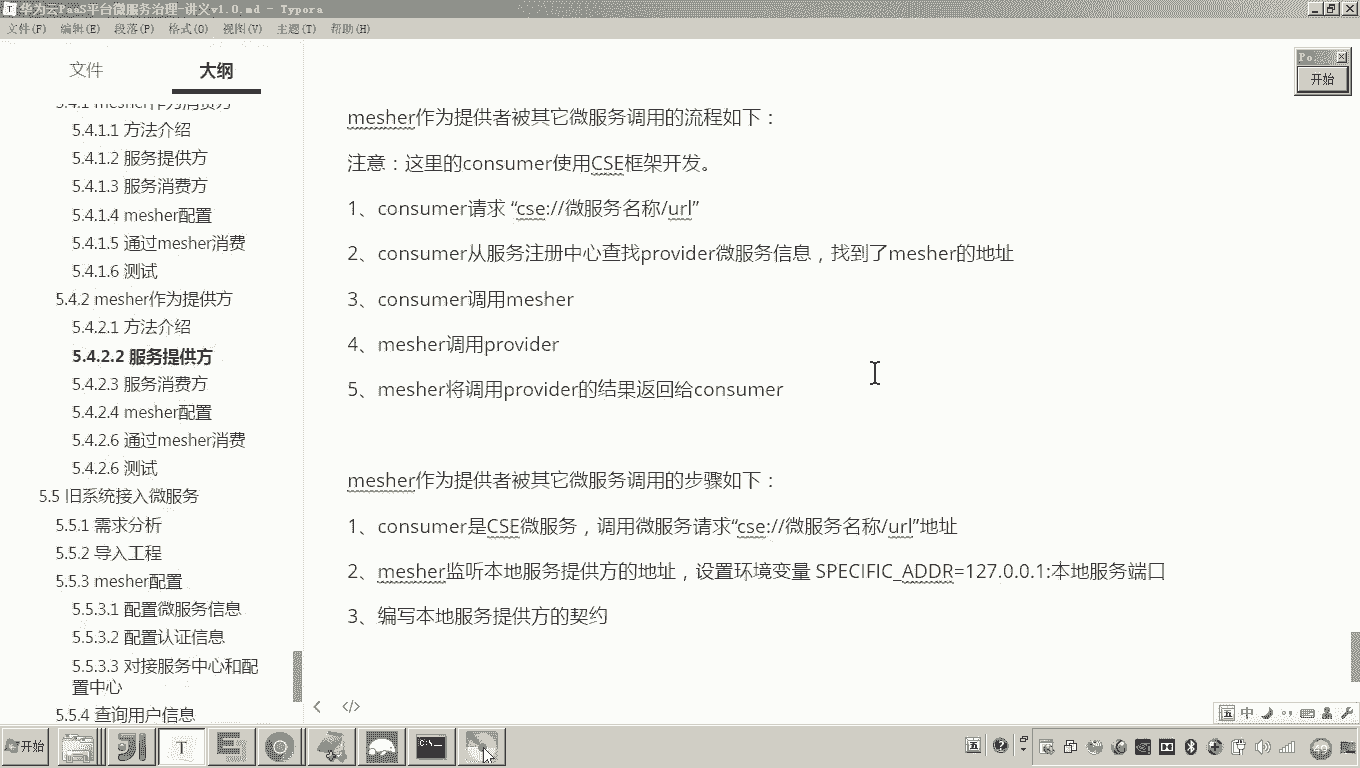 华为云PaaS平台微服务治理-讲义v1.0.md - Typora
文件(F) 编辑(E) 段落(P) 格式(O) 视图(V) 主题(T) 帮助(H)
文件 大纲
5.4.1 mesher作为消费方
5.4.1.1 方法介绍
5.4.1.2 服务提供方
5.4.1.3 服务消费方
5.4.1.4 mesher配置
5.4.1.5 通过mesher消费
5.4.1.6 测试
5.4.2 mesher作为提供方
5.4.2.1 方法介绍
5.4.2.2 服务提供方
5.4.2.3 服务消费方
5.4.2.4 mesher配置
5.4.2.6 通过mesher消费
5.4.2.6 测试
5.5 旧系统接入微服务
5.5.1 需求分析
5.5.2 导入工程
5.5.3 mesher配置
5.5.3.1 配置微服务信息
5.5.3.2 配置认证信息
5.5.3.3 对接服务中心和配
置中心
5.5.4 查询用户信息
mesher作为提供者被其它微服务调用的流程如下：
注意：这里的consumer使用CSE框架开发。
1、consumer请求 “cse://微服务名称/url”
2、consumer从服务注册中心查找provider微服务信息，找到了mesher的地址
3、consumer调用mesher
4、mesher调用provider
5、mesher将调用provider的结果返回给consumer
mesher作为提供者被其它微服务调用的步骤如下：
1、consumer是CSE微服务，调用微服务请求“cse://微服务名称/url”地址
2、mesher监听本地服务提供方的地址，设置环境变量 SPECIFIC_ADDR=127.0.0.1:本地服务端口
3、编写本地服务提供方的契约
Po
开始
五 中
开始
T
C:\
五
49